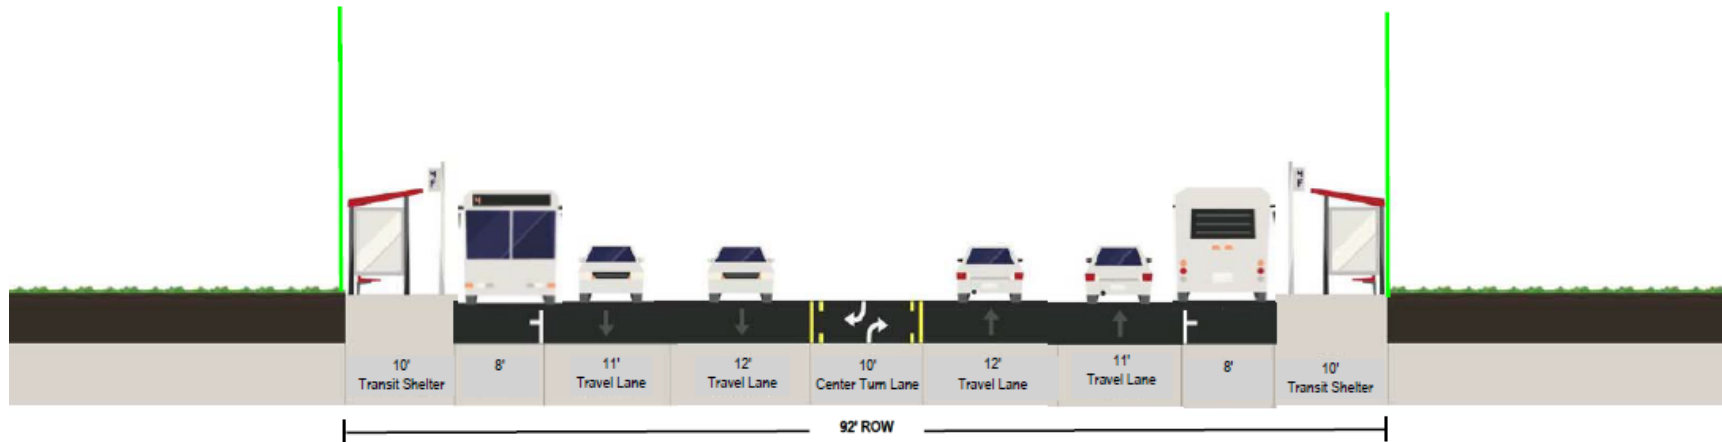 4
10'
Transit Shelter
8'
11'
Travel Lane
12'
Travel Lane
10'
Center Turn Lane
12'
Travel Lane
11'
Travel Lane
8'
10'
Transit Shelter
92' ROW